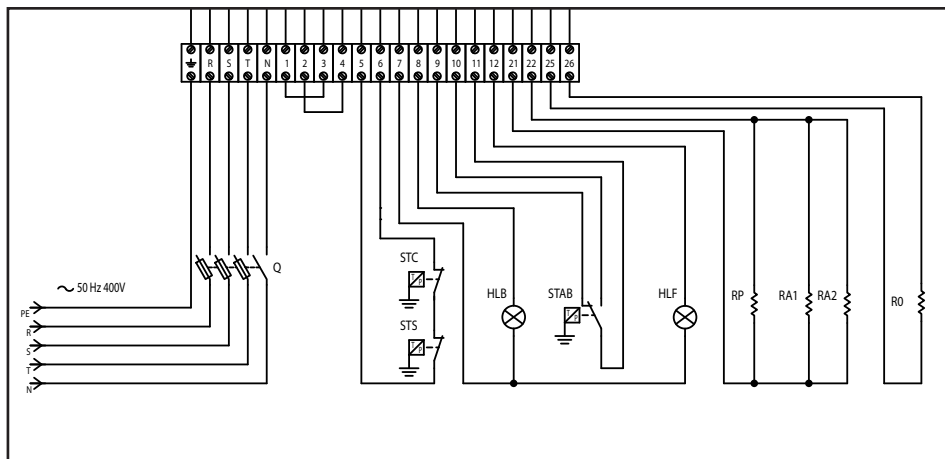 R S T N 1 2 3 4 5 6 7 8 9 10 11 12 21 22 25 26
Q
STC
T P
~ 50 Hz 400V
HLB
STAB
T P
HLF
RP
RA1
RA2
R0
PE
R
STS
T P
S
T
N